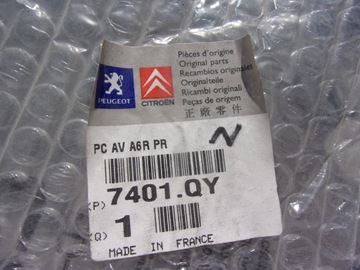 PEUGEOT
CITROËN
Pièces d'origine
Original parts
Recambios originales
Originalteile
Ricambi originali
Peças de origem
正廠零件
PC AV A6R PR
N
(P) 7401.QY
(Q) 1
MADE IN FRANCE